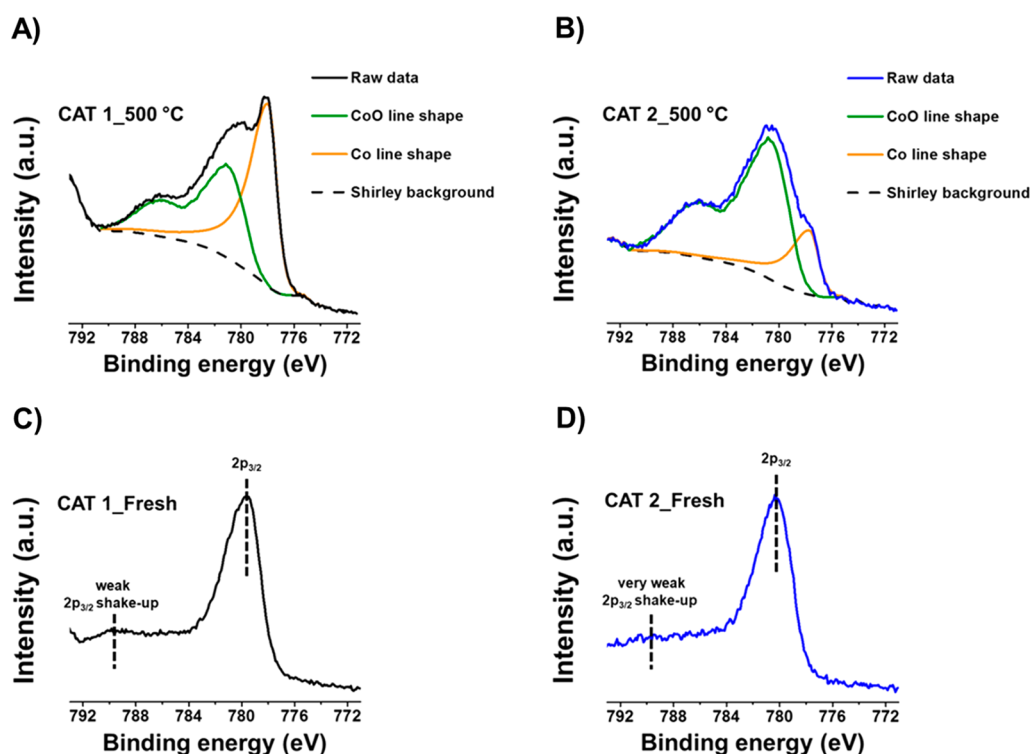 A)
CAT 1_500 °C
Raw data
CoO line shape
Co line shape
Shirley background
Intensity (a.u.)
792 788 784 780 776 772
Binding energy (eV)
B)
CAT 2_500 °C
Raw data
CoO line shape
Co line shape
Shirley background
Intensity (a.u.)
792 788 784 780 776 772
Binding energy (eV)
C)
CAT 1_Fresh
2p3/2
weak
2p3/2 shake-up
Intensity (a.u.)
792 788 784 780 776 772
Binding energy (eV)
D)
CAT 2_Fresh
2p3/2
very weak
2p3/2 shake-up
Intensity (a.u.)
792 788 784 780 776 772
Binding energy (eV)